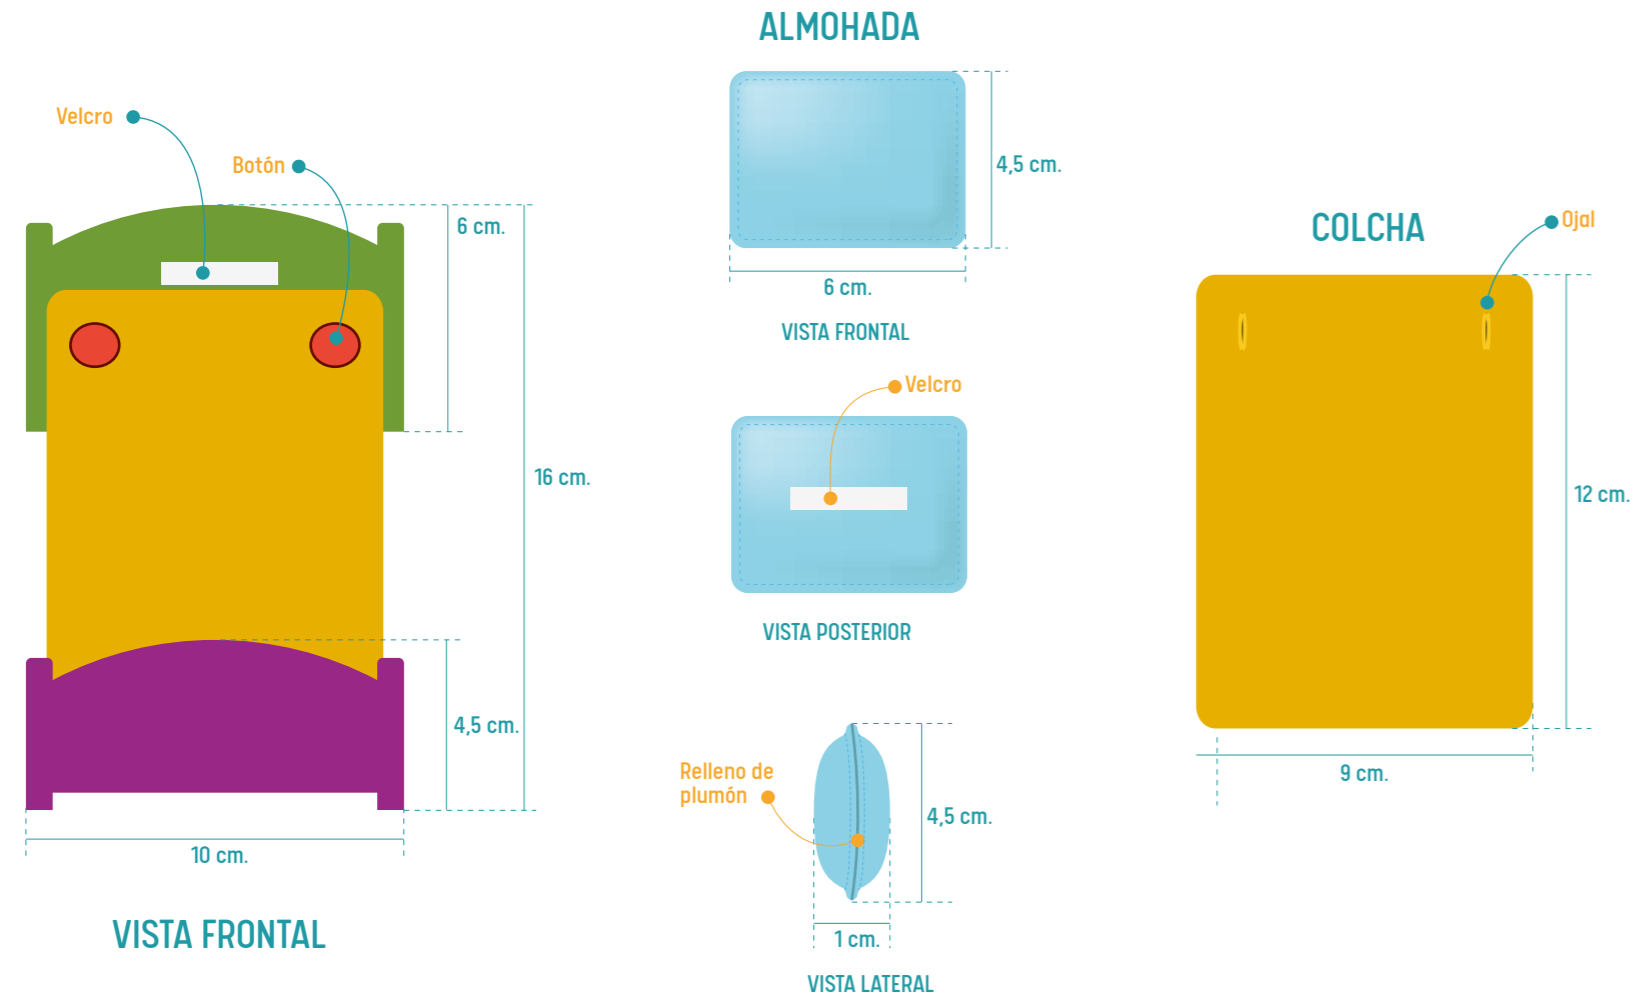 Velcro
Botón
6 cm.
16 cm.
4,5 cm.
10 cm.
VISTA FRONTAL
ALMOHADA
4,5 cm.
6 cm.
VISTA FRONTAL
Velcro
VISTA POSTERIOR
Relleno de
plumón
4,5 cm.
1 cm.
VISTA LATERAL
COLCHA
Ojal
12 cm.
9 cm.